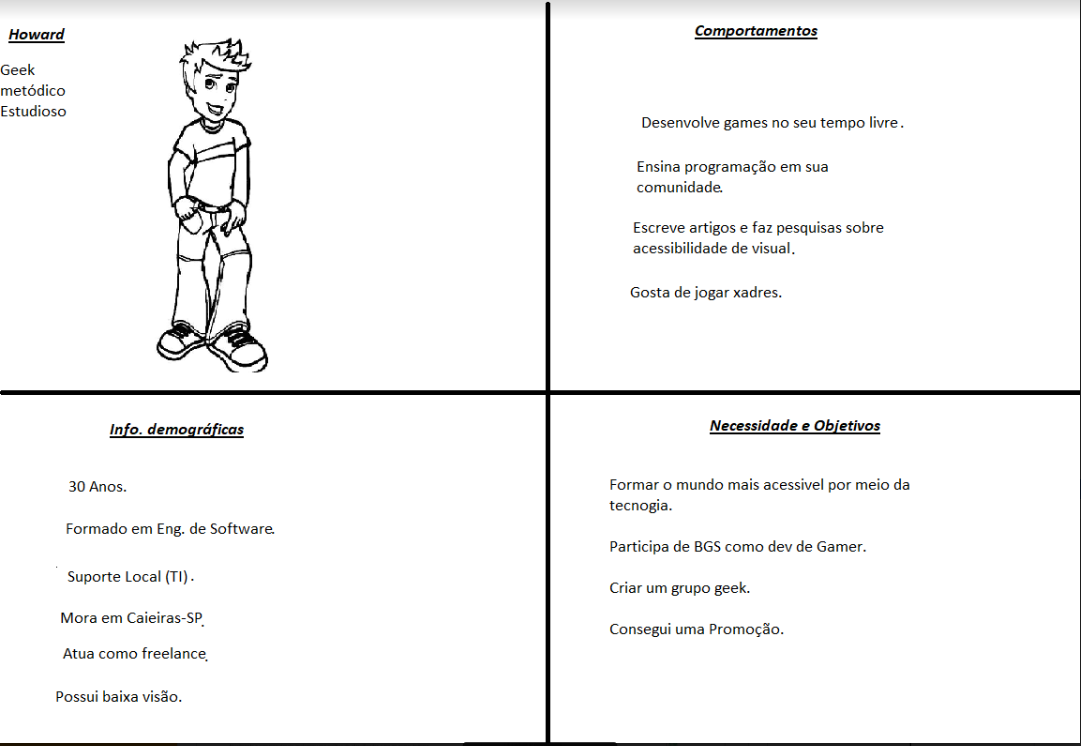 Howard
Geek
metódico
Estudioso
Comportamentos
Desenvolve games no seu tempo livre.
Ensina programação em sua
comunidade.
Escreve artigos e faz pesquisas sobre
acessibilidade de visual.
Gosta de jogar xadres.
Info. demográficas
30 Anos.
Formado em Eng. de Software.
Suporte Local (TI).
Mora em Caieiras-SP.
Atua como freelance.
Possui baixa visão.
Necessidade e Objetivos
Formar o mundo mais acessivel por meio da
tecnogia.
Participa de BGS como dev de Gamer.
Criar um grupo geek.
Consegui uma Promoção.